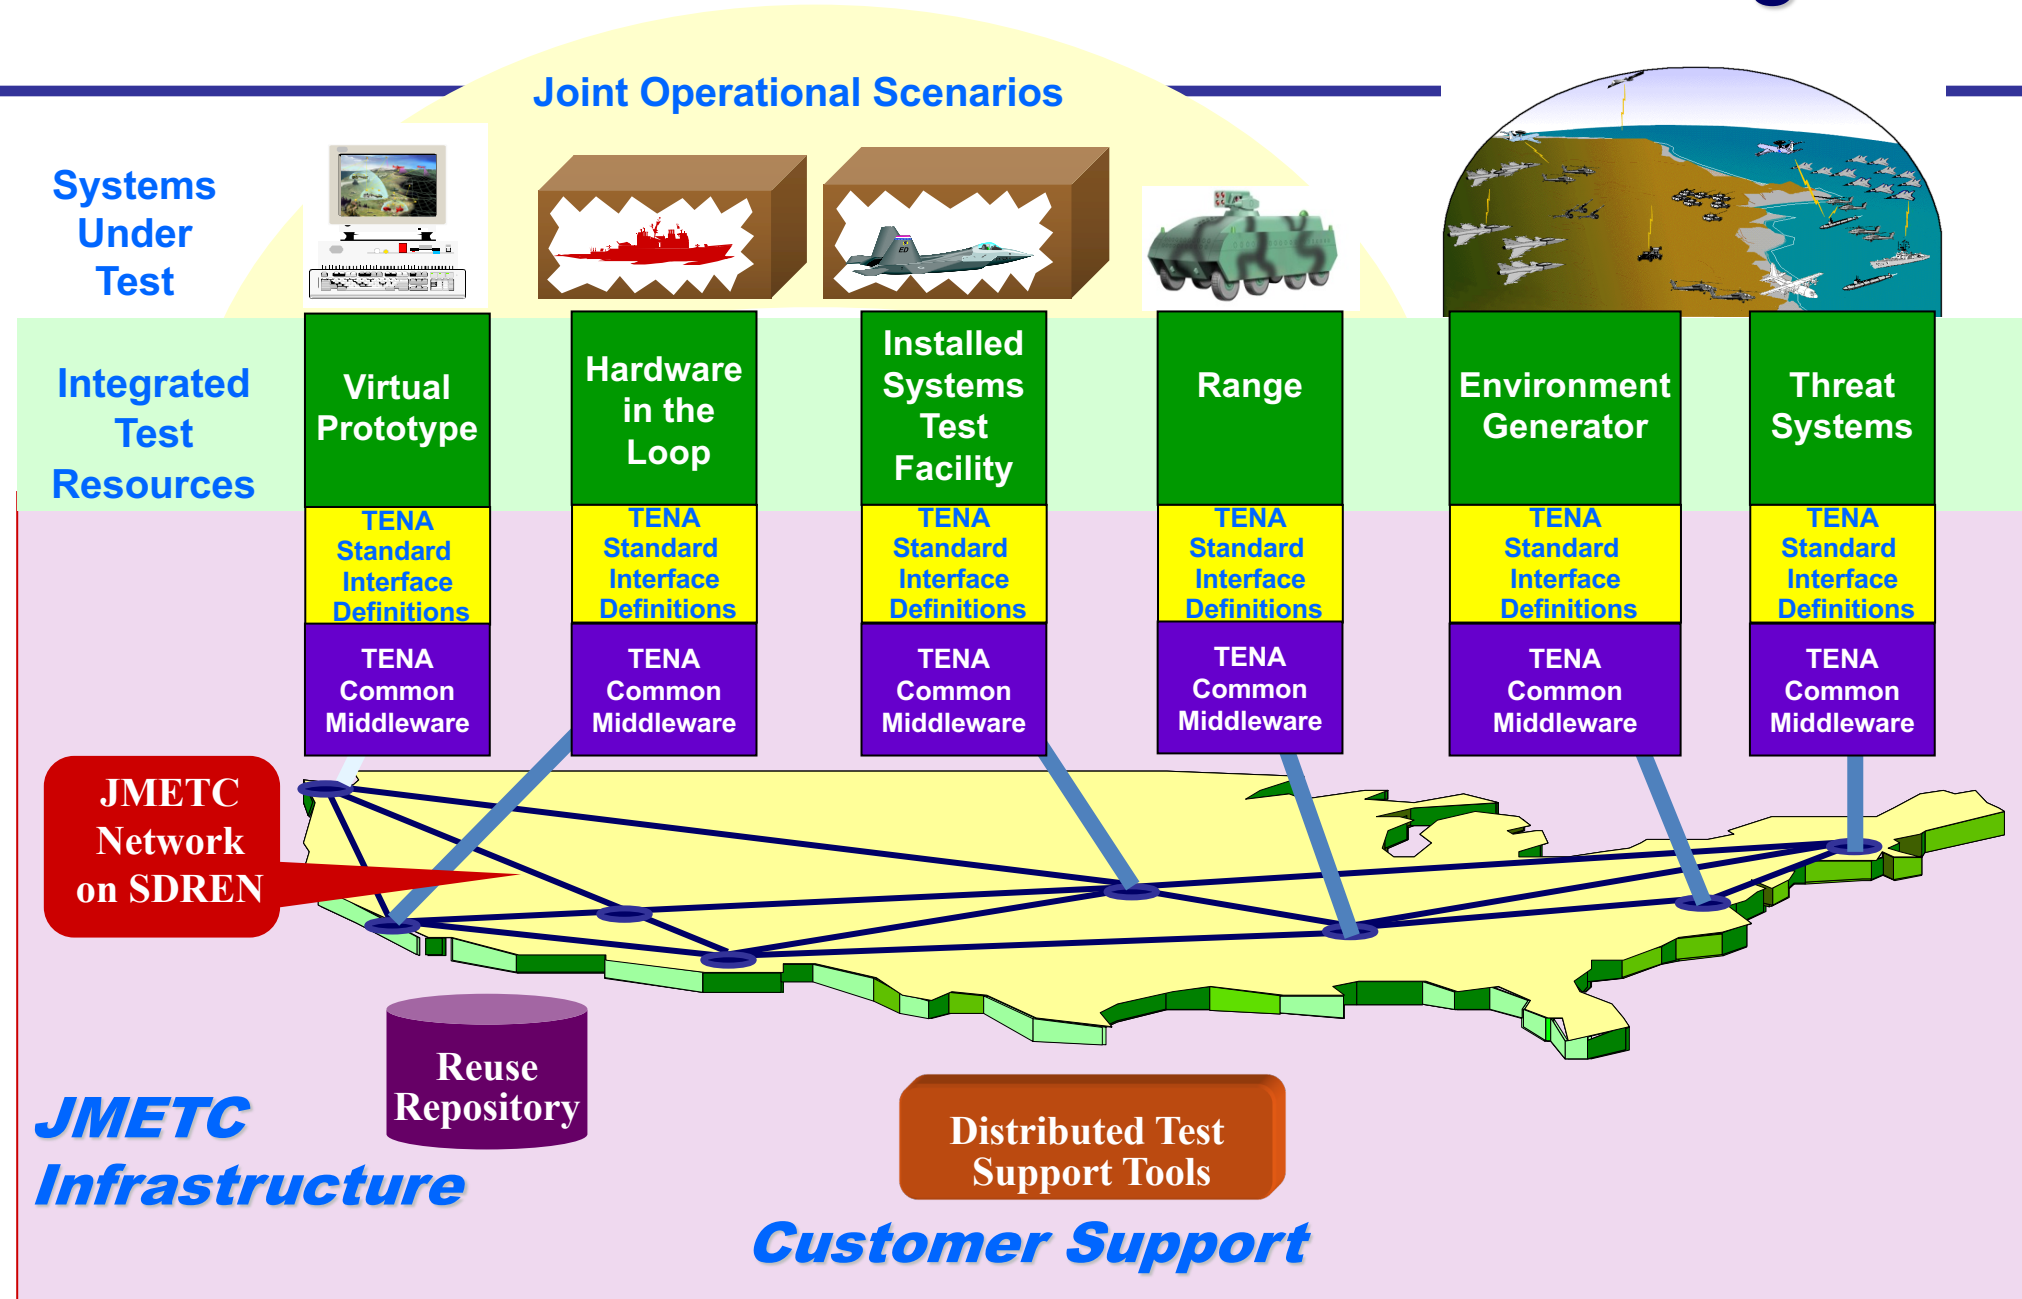 Joint Operational Scenarios
Systems
Under
Test
ED
Integrated
Test
Resources
Virtual
Prototype
Hardware
in the
Loop
Installed
Systems
Test
Facility
Range
Environment
Generator
Threat
Systems
TENA
Standard
Interface
Definitions
TENA
Standard
Interface
Definitions
TENA
Standard
Interface
Definitions
TENA
Standard
Interface
Definitions
TENA
Standard
Interface
Definitions
TENA
Standard
Interface
Definitions
TENA
Common
Middleware
TENA
Common
Middleware
TENA
Common
Middleware
TENA
Common
Middleware
TENA
Common
Middleware
TENA
Common
Middleware
JMETC
Network
on SDREN
Reuse
Repository
JMETC
Infrastructure
Distributed Test
Support Tools
Customer Support